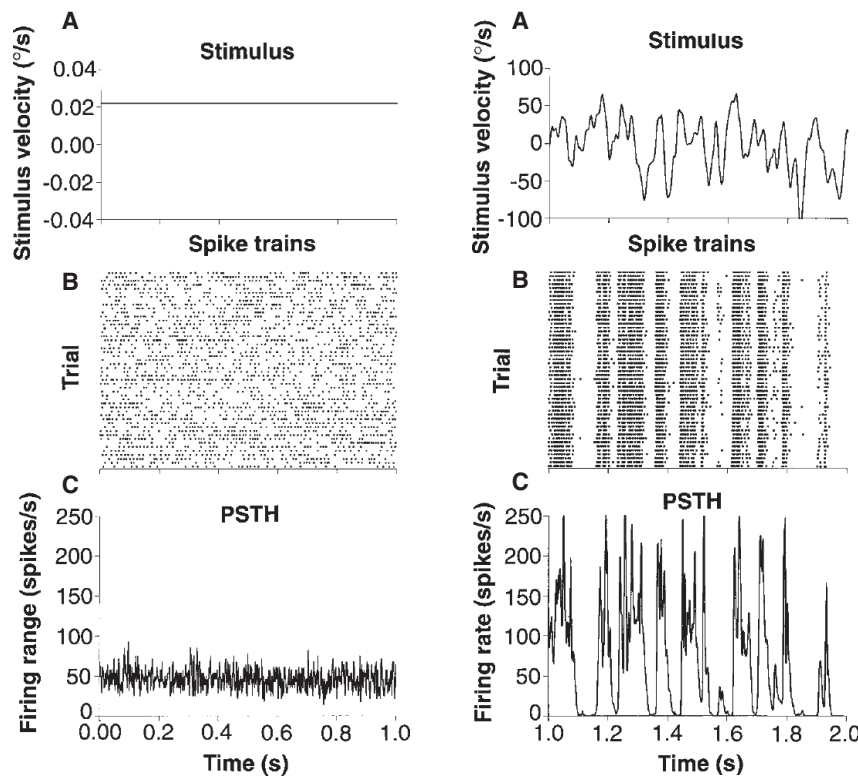 A
Stimulus
Stimulus velocity (°/s)
0.04
0.02
0.00
-0.02
-0.04
Spike trains
B
Trial
C
PSTH
Firing range (spikes/s)
250
200
150
100
50
0
0.00 0.2 0.4 0.6 0.8 1.0
Time (s)
A
Stimulus
Stimulus velocity (°/s)
100
50
0
-50
-100
Spike trains
B
Trial
C
PSTH
Firing rate (spikes/s)
250
200
150
100
50
0
1.0 1.2 1.4 1.6 1.8 2.0
Time (s)